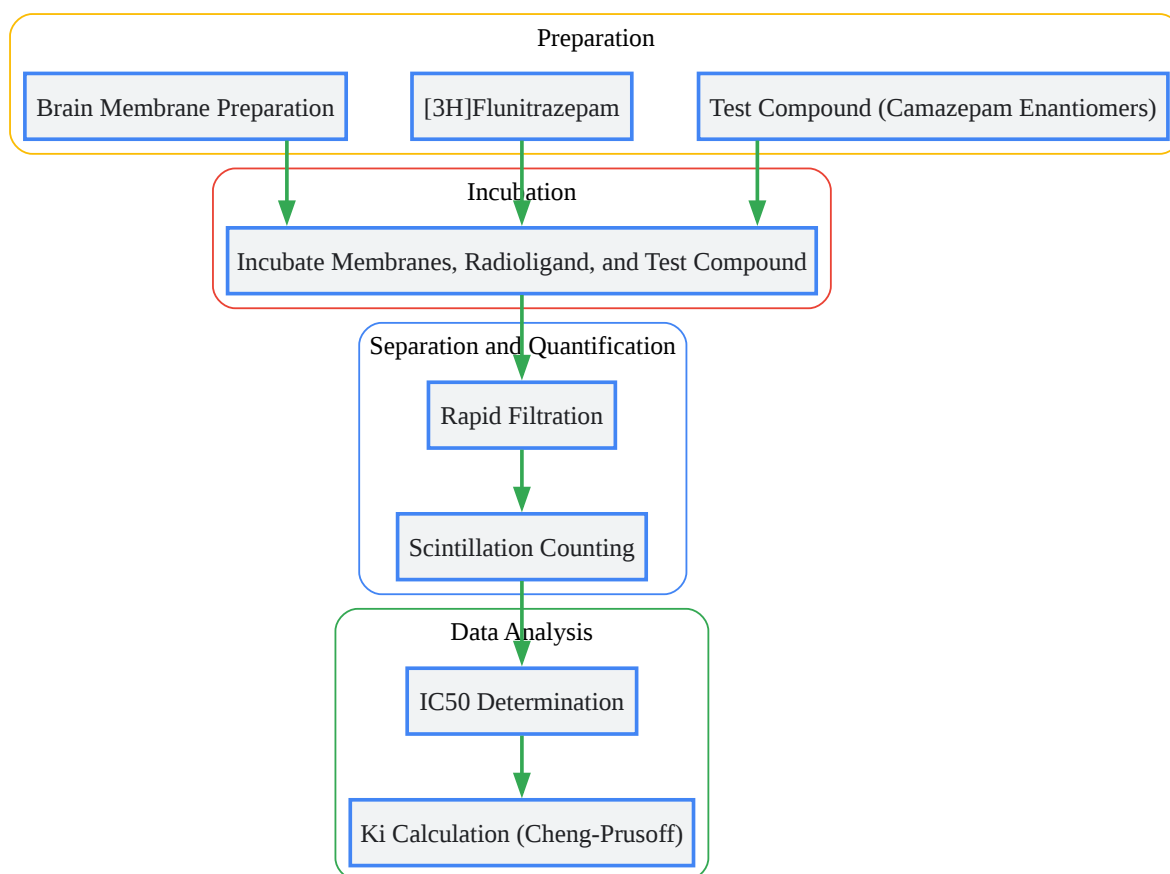 Preparation
Brain Membrane Preparation
[3H]Flunitrazepam
Test Compound (Camazepam Enantiomers)
Incubation
Incubate Membranes, Radioligand, and Test Compound
Separation and Quantification
Rapid Filtration
Scintillation Counting
Data Analysis
IC50 Determination
Ki Calculation (Cheng-Prusoff)